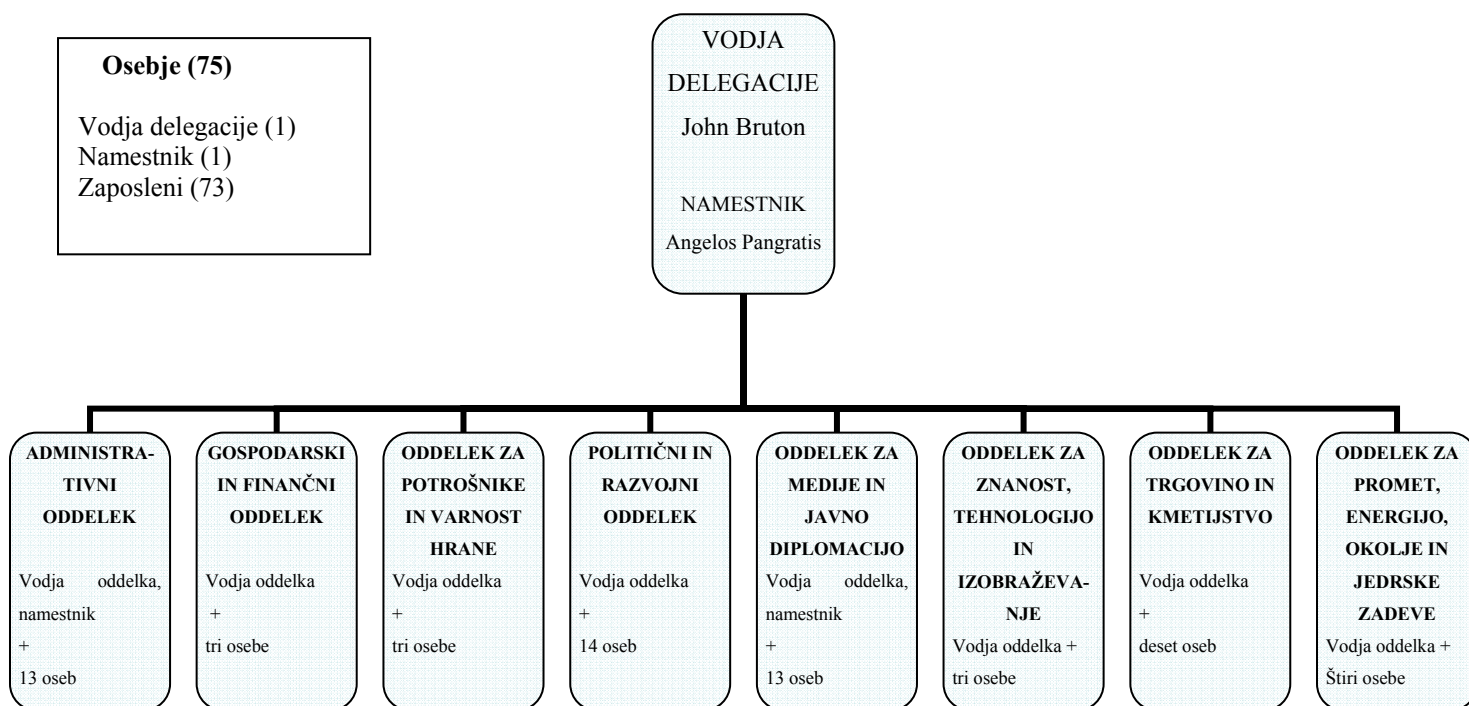 Osebje (75)
Vodja delegacije (1)
Namestnik (1)
Zaposleni (73)
VODJA
DELEGACIJE
John Bruton
NAMESTNIK
Angelos Pangratis
ADMINISTRA-
TIVNI
ODDELEK
Vodja oddelka,
namestnik
+
13 oseb
GOSPODARSKI
IN FINANČNI
ODDELEK
Vodja oddelka
+
tri osebe
ODDELEK ZA
POTROŠNIKE
IN VARNOST
HRANE
Vodja oddelka
+
tri osebe
POLITIČNI IN
RAZVOJNI
ODDELEK
Vodja oddelka
+
14 oseb
ODDELEK ZA
MEDIJE IN
JAVNO
DIPLOMACIJO
Vodja oddelka,
namestnik
+
13 oseb
ODDELEK ZA
ZNANOST,
TEHNOLOGIJO
IN
IZOBRAŽEVA-
NJE
Vodja oddelka +
tri osebe
ODDELEK ZA
TRGOVINO IN
KMETIJSTVO
Vodja oddelka
+
deset oseb
ODDELEK ZA
PROMET,
ENERGIJO,
OKOLJE IN
JEDRSKE
ZADEVE
Vodja oddelka +
Štiri osebe